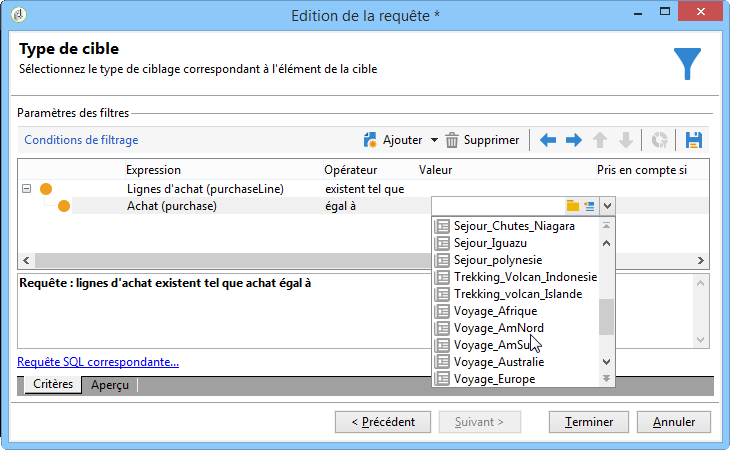 Edition de la requête *
Type de cible
Sélectionnez le type de ciblage correspondant à l'élément de la cible
Paramètres des filtres
Conditions de filtrage Ajouter Supprimer
Expression Opérateur Valeur Pris en compte si
Lignes d'achat (purchaseLine) existent tel que
Achat (purchase) égal à
Sejour_Chutes_Niagara
Sejour_Iguazu
Sejour_polynesie
Trekking_Volcan_Indonesie
Trekking_volcan_Islande
Voyage_Afrique
Voyage_AmNord
Voyage_AmSu
Voyage_Australie
Voyage_Europe
Requête : lignes d'achat existent tel que achat égal à
Requête SQL correspondante...
Critères Aperçu
< Précédent Suivant > Terminer Annuler